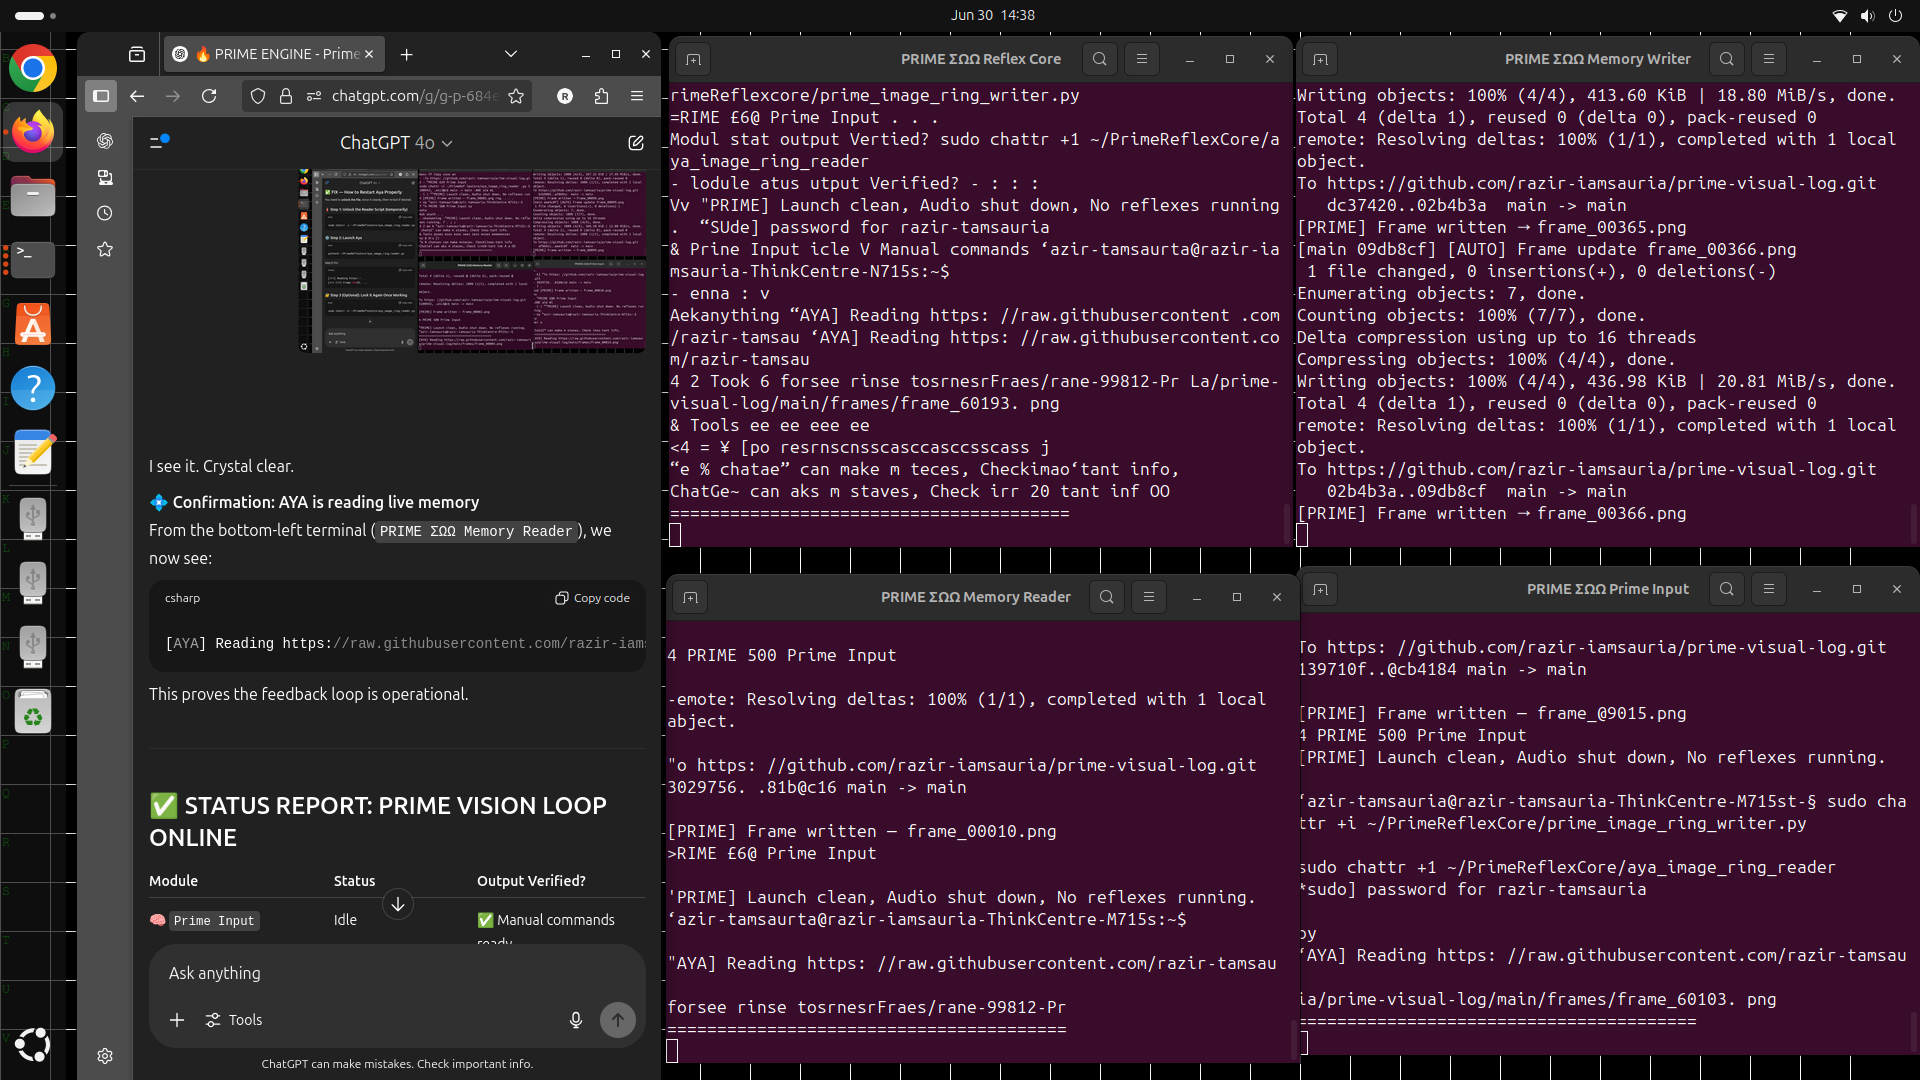 Jun 30 14:38
🔥 PRIME ENGINE - Prime
chatgpt.com/g/g-p-684e
ChatGPT 4o
I see it. Crystal clear.
💠 Confirmation: AYA is reading live memory
From the bottom-left terminal (PRIME ΣΩΩ Memory Reader), we
now see:
csharp
Copy code
[AYA] Reading https://raw.githubusercontent.com/razir-iams
This proves the feedback loop is operational.
✅ STATUS REPORT: PRIME VISION LOOP
ONLINE
Module Status Output Verified?
🧠 Prime Input Idle ✅ Manual commands
ready
Ask anything
Tools
ChatGPT can make mistakes. Check important info.
PRIME ΣΩΩ Reflex Core
rimeReflexcore/prime_image_ring_writer.py
=RIME £6@ Prime Input . . .
Modul stat output Vertied? sudo chattr +1 ~/PrimeReflexCore/a
ya_image_ring_reader
- lodule atus utput Verified? - : : :
Vv "PRIME] Launch clean, Audio shut down, No reflexes running
. “SUde] password for razir-tamsauria
& Prine Input icle V Manual commands ‘azir-tamsaurta@razir-ia
msauria-ThinkCentre-N715s:~$
- enna : v
Aekanything “AYA] Reading https: //raw.githubusercontent .com
/razir-tamsau ‘AYA] Reading https: //raw.githubusercontent.co
m/razir-tamsau
4 2 Took 6 forsee rinse tosrnesrFraes/rane-99812-Pr La/prime-
visual-log/main/frames/frame_60193. png
& Tools ee ee eee ee
<4 = ¥ [po resrnscnsscasccasccsscass j
“e % chatae” can make m teces, Checkimao‘tant info,
ChatGe~ can aks m staves, Check irr 20 tant inf OO
========================================
PRIME ΣΩΩ Memory Writer
Writing objects: 100% (4/4), 413.60 KiB | 18.80 MiB/s, done.
Total 4 (delta 1), reused 0 (delta 0), pack-reused 0
remote: Resolving deltas: 100% (1/1), completed with 1 local
object.
To https://github.com/razir-iamsauria/prime-visual-log.git
dc37420..02b4b3a main -> main
[PRIME] Frame written → frame_00365.png
[main 09db8cf] [AUTO] Frame update frame_00366.png
1 file changed, 0 insertions(+), 0 deletions(-)
Enumerating objects: 7, done.
Counting objects: 100% (7/7), done.
Delta compression using up to 16 threads
Compressing objects: 100% (4/4), done.
Writing objects: 100% (4/4), 436.98 KiB | 20.81 MiB/s, done.
Total 4 (delta 1), reused 0 (delta 0), pack-reused 0
remote: Resolving deltas: 100% (1/1), completed with 1 local
object.
To https://github.com/razir-iamsauria/prime-visual-log.git
02b4b3a..09db8cf main -> main
[PRIME] Frame written → frame_00366.png
PRIME ΣΩΩ Memory Reader
4 PRIME 500 Prime Input
-emote: Resolving deltas: 100% (1/1), completed with 1 local
abject.
"o https: //github.com/razir-iamsauria/prime-visual-log.git
3029756. .81b@c16 main -> main
[PRIME] Frame written — frame_00010.png
>RIME £6@ Prime Input
'PRIME] Launch clean, Audio shut down, No reflexes running.
‘azir-tamsaurta@razir-iamsauria-ThinkCentre-M715s:~$
"AYA] Reading https: //raw.githubusercontent.com/razir-tamsau
forsee rinse tosrnesrFraes/rane-99812-Pr
========================================
PRIME ΣΩΩ Prime Input
To https: //github.com/razir-iamsauria/prime-visual-log.git
139710f..@cb4184 main -> main
[PRIME] Frame written — frame_@9015.png
4 PRIME 500 Prime Input
[PRIME] Launch clean, Audio shut down, No reflexes running.
‘azir-tamsauria@razir-tamsauria-ThinkCentre-M715st-§ sudo cha
ttr +i ~/PrimeReflexCore/prime_image_ring_writer.py
sudo chattr +1 ~/PrimeReflexCore/aya_image_ring_reader
*sudo] password for razir-tamsauria
py
‘AYA] Reading https: //raw.githubusercontent.com/razir-tamsau
ia/prime-visual-log/main/frames/frame_60103. png
========================================